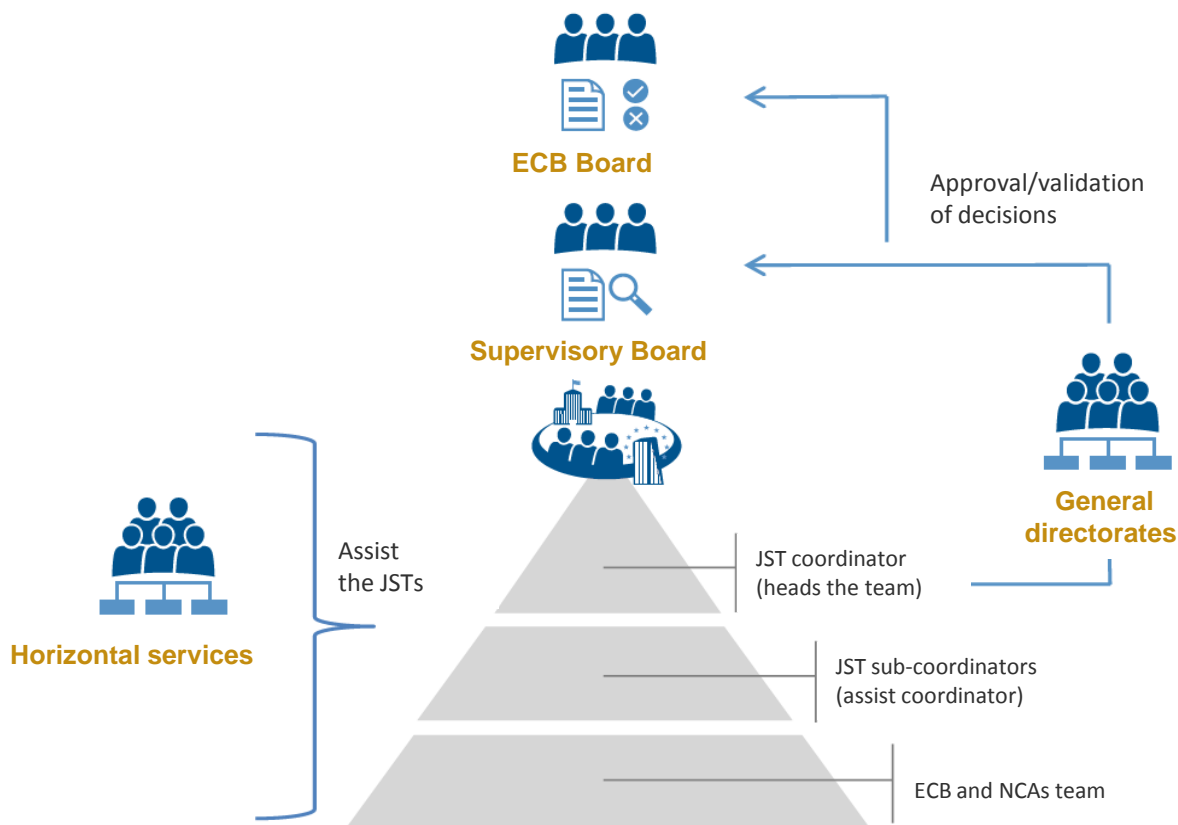 ECB Board
Approval/validation
of decisions
Supervisory Board
General
directorates
Assist
the JSTs
JST coordinator
(heads the team)
Horizontal services
JST sub-coordinators
(assist coordinator)
ECB and NCAs team